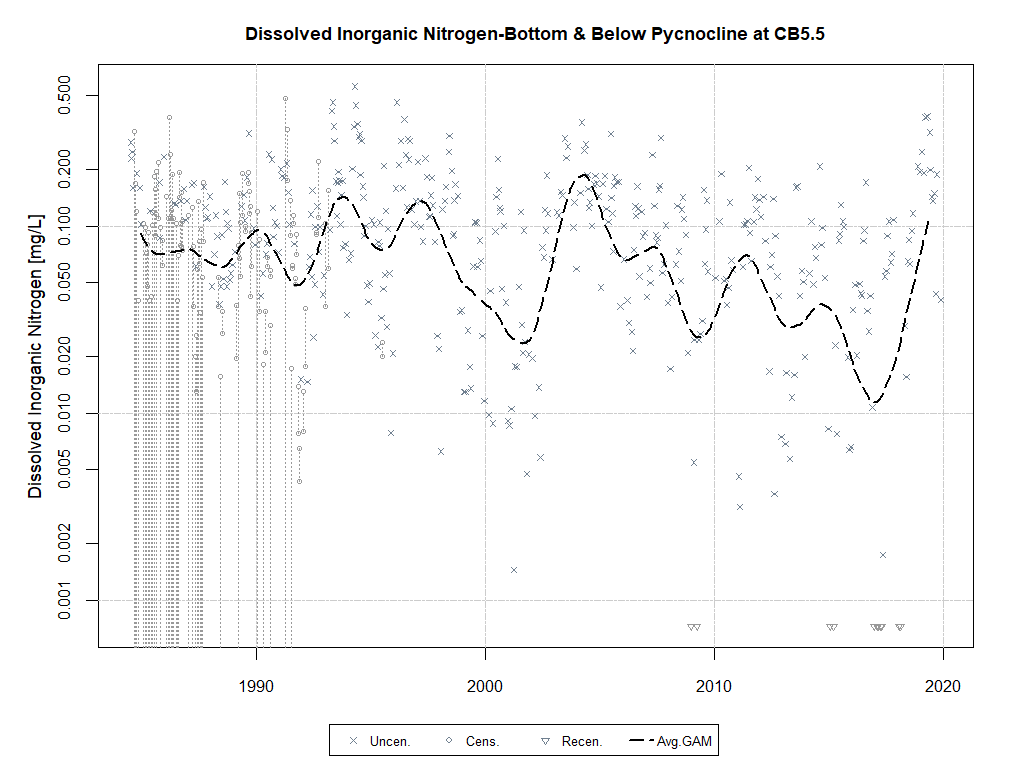 Dissolved Inorganic Nitrogen-Bottom & Below Pycnocline at CB5.5
Dissolved Inorganic Nitrogen [mg/L]
0.500
0.200
0.100
0.050
0.020
0.010
0.005
0.002
0.001
1990
2000
2010
2020
Uncen.
Cens.
Recen.
Avg.GAM